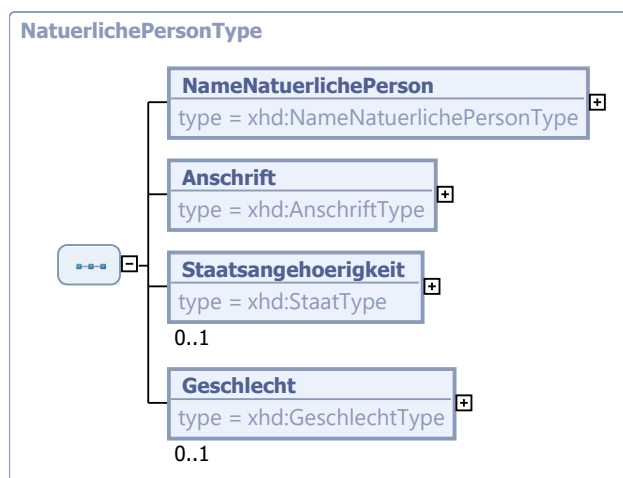 NatuerlichePersonType
NameNatuerlichePerson
type = xhd:NameNatuerlichePersonType
Anschrift
type = xhd:AnschriftType
Staatsangehoerigkeit
type = xhd:StaatType
0..1
Geschlecht
type = xhd:GeschlechtType
0..1